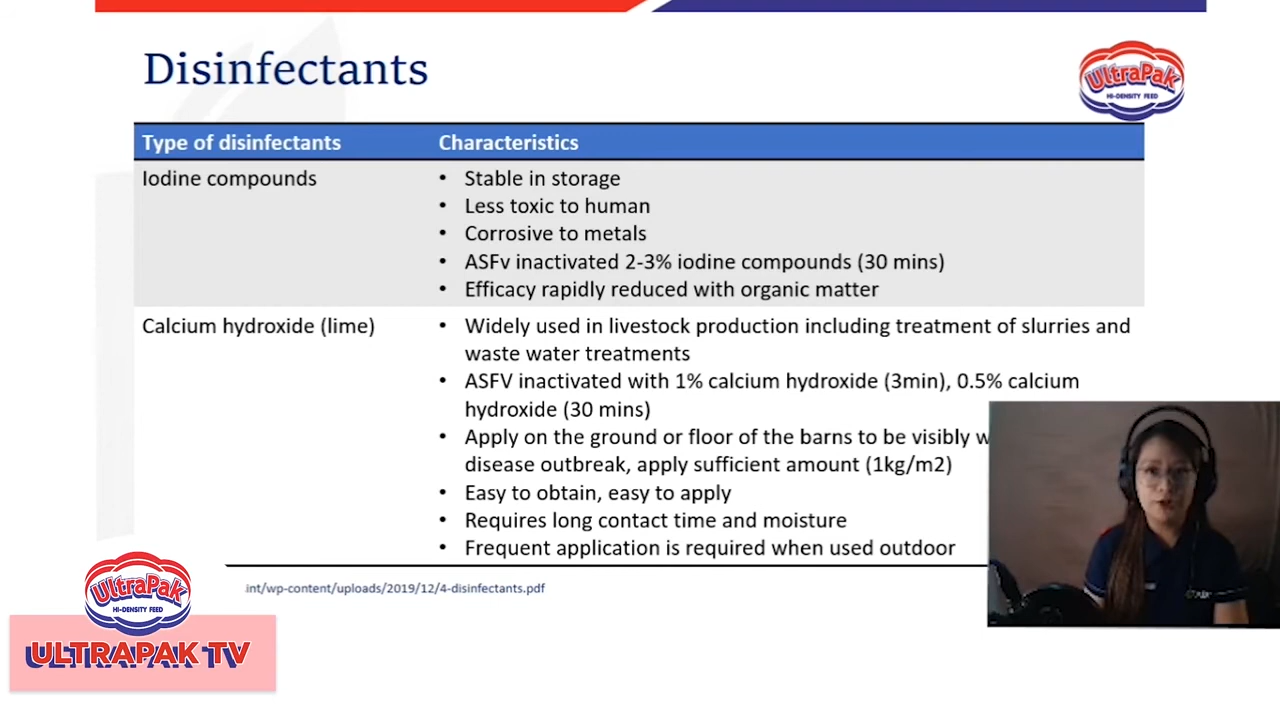 Disinfectants
UltraPak
HI-DENSITY FEED
Type of disinfectants Characteristics
Iodine compounds
• Stable in storage
• Less toxic to human
• Corrosive to metals
• ASFv inactivated 2-3% iodine compounds (30 mins)
• Efficacy rapidly reduced with organic matter
Calcium hydroxide (lime)
• Widely used in livestock production including treatment of slurries and
waste water treatments
• ASFV inactivated with 1% calcium hydroxide (3min), 0.5% calcium
hydroxide (30 mins)
• Apply on the ground or floor of the barns to be visibly
disease outbreak, apply sufficient amount (1kg/m2)
• Easy to obtain, easy to apply
• Requires long contact time and moisture
• Frequent application is required when used outdoor
int/wp-content/uploads/2019/12/4-disinfectants.pdf
UltraPak
HI-DENSITY FEED
ULTRAPAK TV